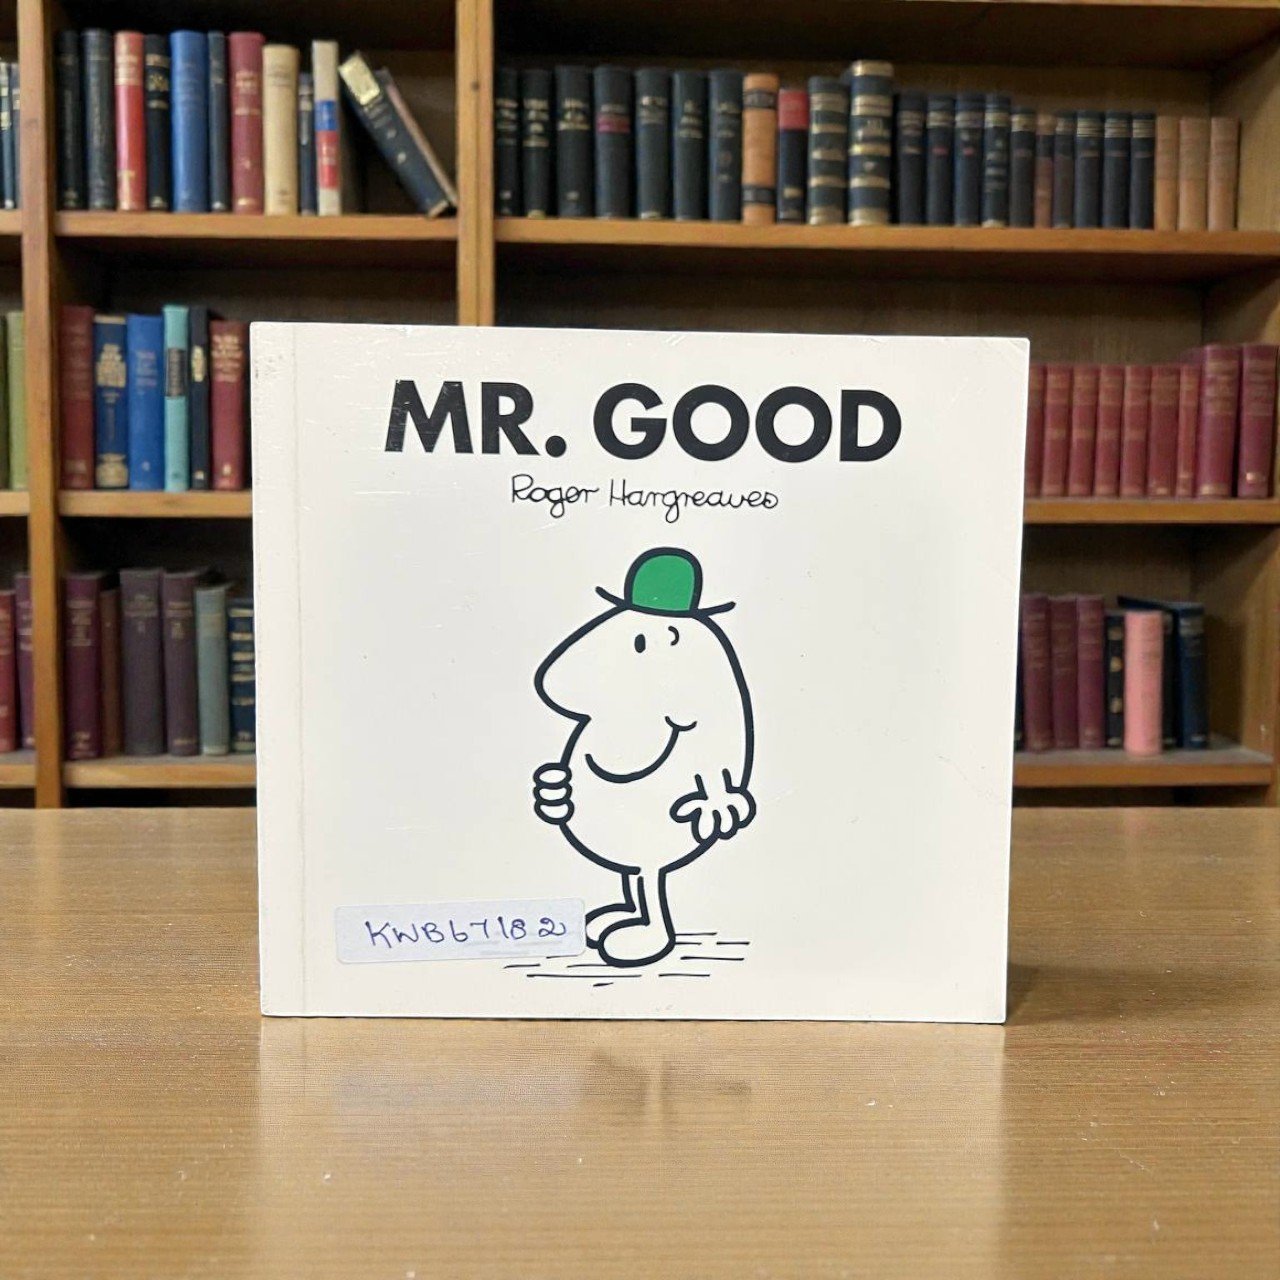 MR. GOOD
Roger Hargreaves
KWB67182